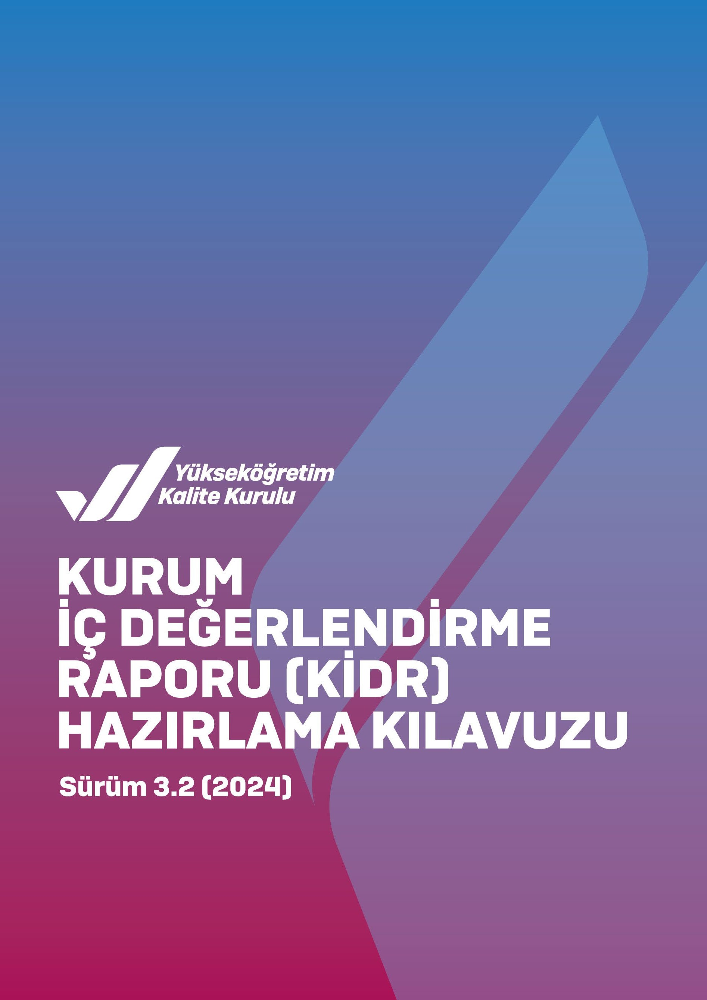 Yükseköğretim
Kalite Kurulu
KURUM
İÇ DEĞERLENDİRME
RAPORU (KİDR)
HAZIRLAMA KILAVUZU
Sürüm 3.2 (2024)